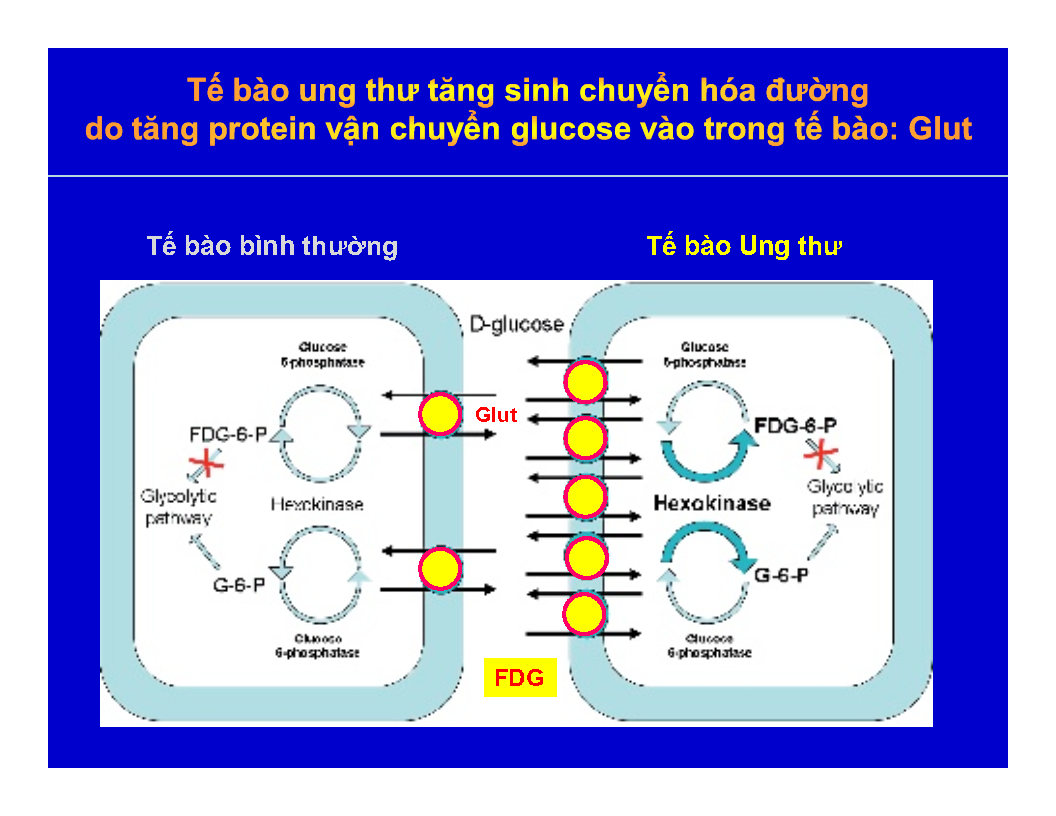 Tế bào ung thư tăng sinh chuyển hóa đường
do tăng protein vận chuyển glucose vào trong tế bào: Glut
Tế bào bình thường
Tế bào Ung thư
D-glucose
Glucose
6-phosphatase
Glut
FDG-6-P
Glycolytic
pathway
Hexokinase
G-6-P
Glucose
6-phosphatase
FDG
Glucose
6-phosphatase
FDG-6-P
Glycolytic
pathway
Hexokinase
G-6-P
Glucose
6-phosphatase